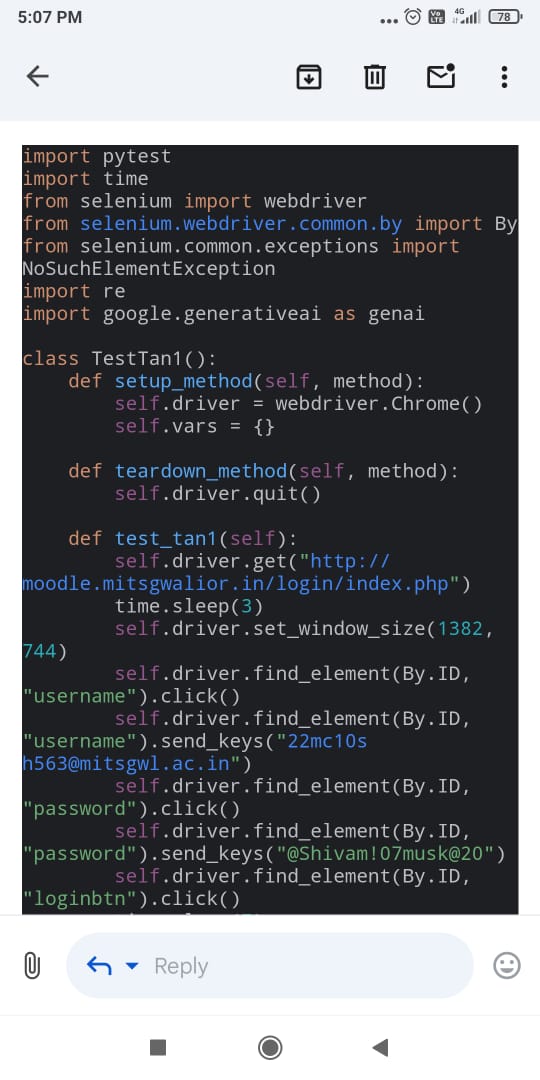 5:07 PM
4G
78
import pytest
import time
from selenium import webdriver
from selenium.webdriver.common.by import By
from selenium.common.exceptions import
NoSuchElementException
import re
import google.generativeai as genai
class TestTan1():
def setup_method(self, method):
self.driver = webdriver.Chrome()
self.vars = {}
def teardown_method(self, method):
self.driver.quit()
def test_tan1(self):
self.driver.get("http://
moodle.mitsgwalior.in/login/index.php")
time.sleep(3)
self.driver.set_window_size(1382,
744)
self.driver.find_element(By.ID,
"username").click()
self.driver.find_element(By.ID,
"username").send_keys("22mc10s
h563@mitsgwl.ac.in")
self.driver.find_element(By.ID,
"password").click()
self.driver.find_element(By.ID,
"password").send_keys("@Shivam!07musk@20")
self.driver.find_element(By.ID,
"loginbtn").click()
Reply